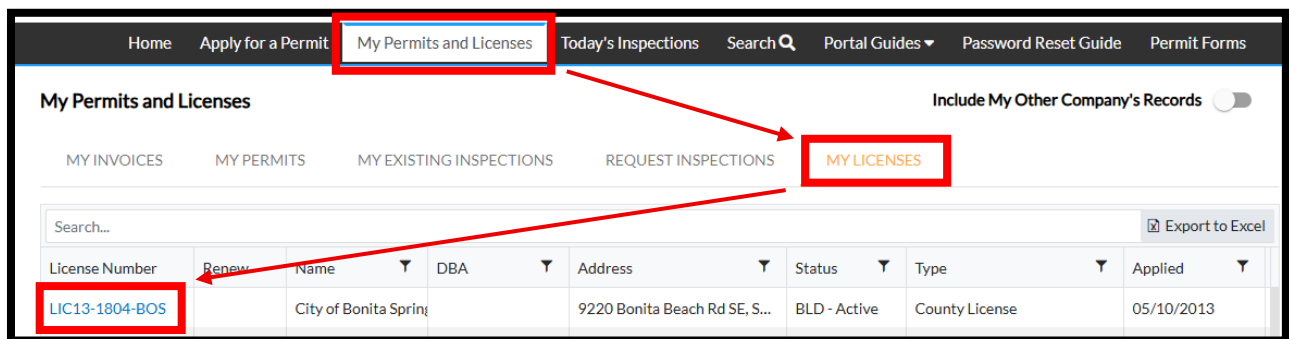 Home Apply for a Permit My Permits and Licenses Today's Inspections Search Portal Guides Password Reset Guide Permit Forms
My Permits and Licenses Include My Other Company's Records
MY INVOICES MY PERMITS MY EXISTING INSPECTIONS REQUEST INSPECTIONS MY LICENSES
Search... Export to Excel
License Number Renew Name DBA Address Status Type Applied
LIC13-1804-BOS City of Bonita Spring 9220 Bonita Beach Rd SE, S... BLD - Active County License 05/10/2013